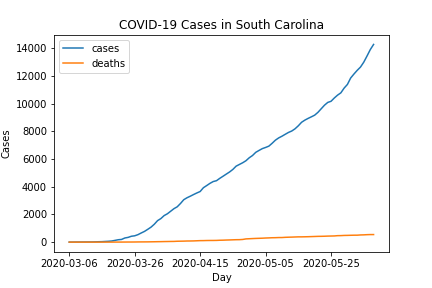 COVID-19 Cases in South Carolina
cases
deaths
14000
12000
10000
8000
6000
4000
2000
0
Cases
2020-03-06 2020-03-26 2020-04-15 2020-05-05 2020-05-25
Day